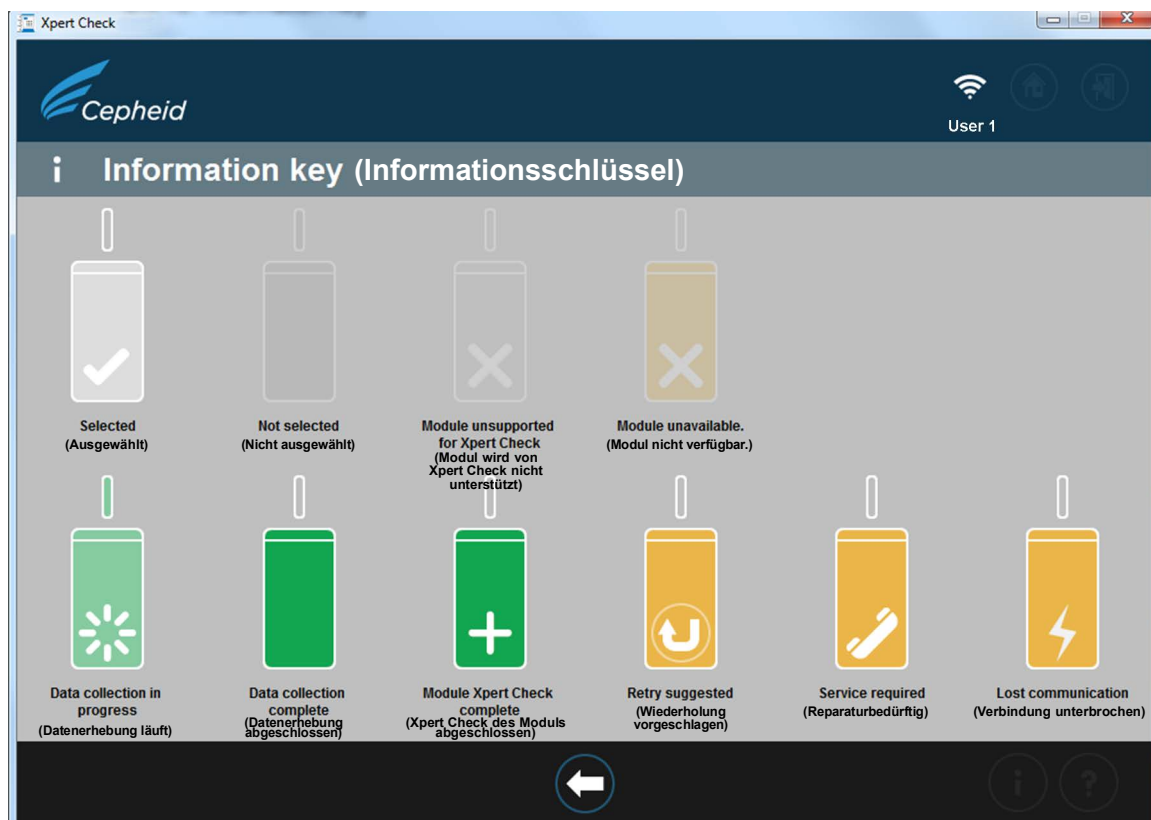 Xpert Check
Cepheid
User 1
i Information key (Informationsschlüssel)
Selected
(Ausgewählt)
Not selected
(Nicht ausgewählt)
Module unsupported
for Xpert Check
(Modul wird von
Xpert Check nicht
unterstützt)
Module unavailable.
(Modul nicht verfügbar.)
Data collection in
progress
(Datenerhebung läuft)
Data collection
complete
(Datenerhebung
abgeschlossen)
Module Xpert Check
complete
(Xpert Check des Moduls
abgeschlossen)
Retry suggested
(Wiederholung
vorgeschlagen)
Service required
(Reparaturbedürftig)
Lost communication
(Verbindung unterbrochen)
i ?